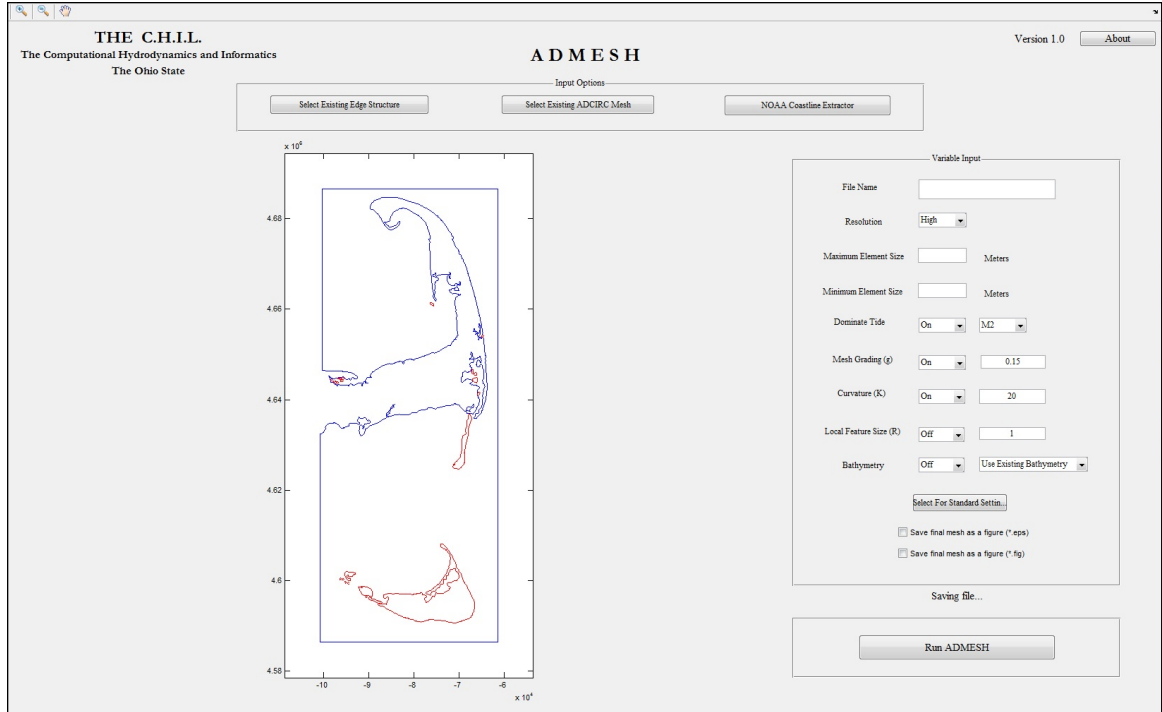 THE C.H.I.L.
The Computational Hydrodynamics and Informatics
The Ohio State
ADMESH
Version 1.0
About
Input Options
Select Existing Edge Structure
Select Existing ADCIRC Mesh
NOAA Coastline Extractor
x 10^6
4.68
4.66
4.64
4.62
4.6
4.58
-10 -9 -8 -7 -6
x 10^4
Variable Input
File Name
Resolution High
Maximum Element Size Meters
Minimum Element Size Meters
Dominate Tide On M2
Mesh Grading (g) On 0.15
Curvature (K) On 20
Local Feature Size (R) Off 1
Bathymetry Off Use Existing Bathymetry
Select For Standard Settin...
Save final mesh as a figure (*.eps)
Save final mesh as a figure (*.fig)
Saving file...
Run ADMESH